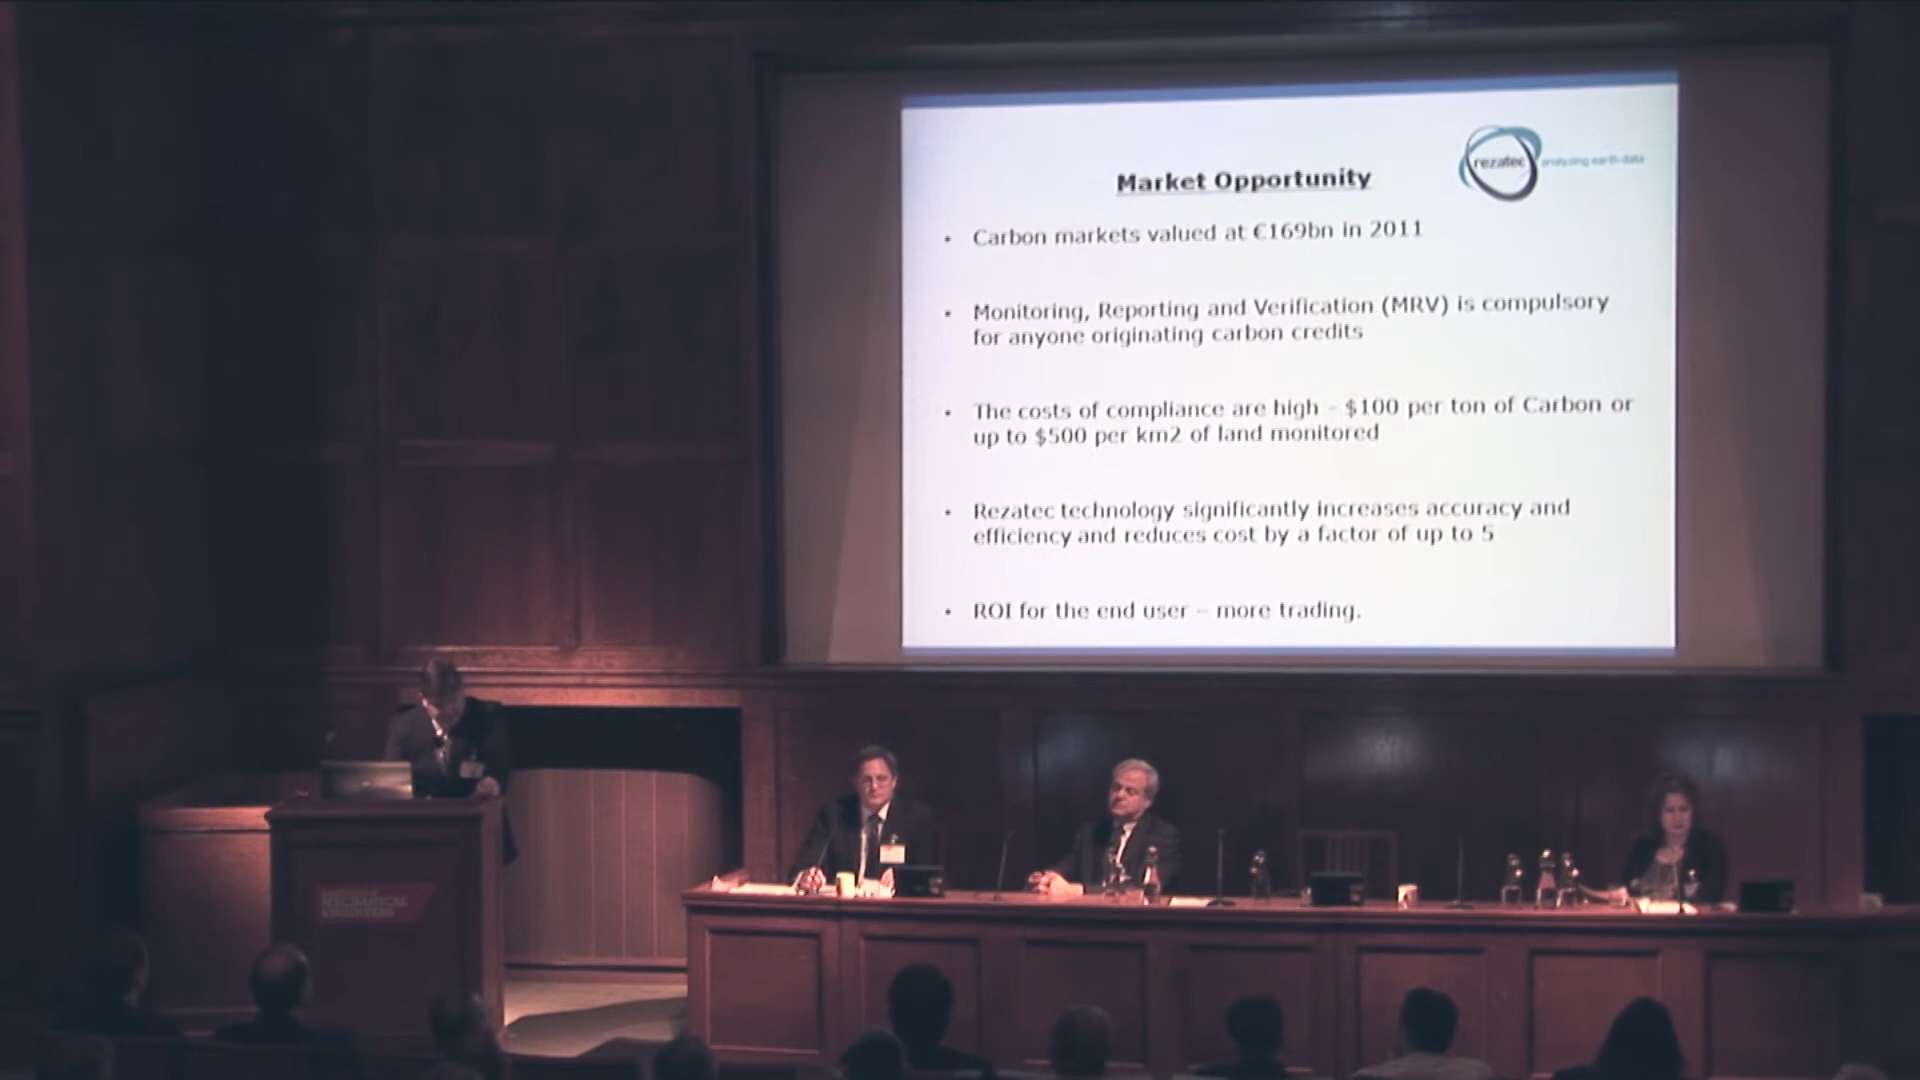 rezatec analyzing earth data
Market Opportunity
• Carbon markets valued at €169bn in 2011
• Monitoring, Reporting and Verification (MRV) is compulsory
for anyone originating carbon credits
• The costs of compliance are high - $100 per ton of Carbon or
up to $500 per km2 of land monitored
• Rezatec technology significantly increases accuracy and
efficiency and reduces cost by a factor of up to 5
• ROI for the end user – more trading.
MECHANICAL
ENGINEERS